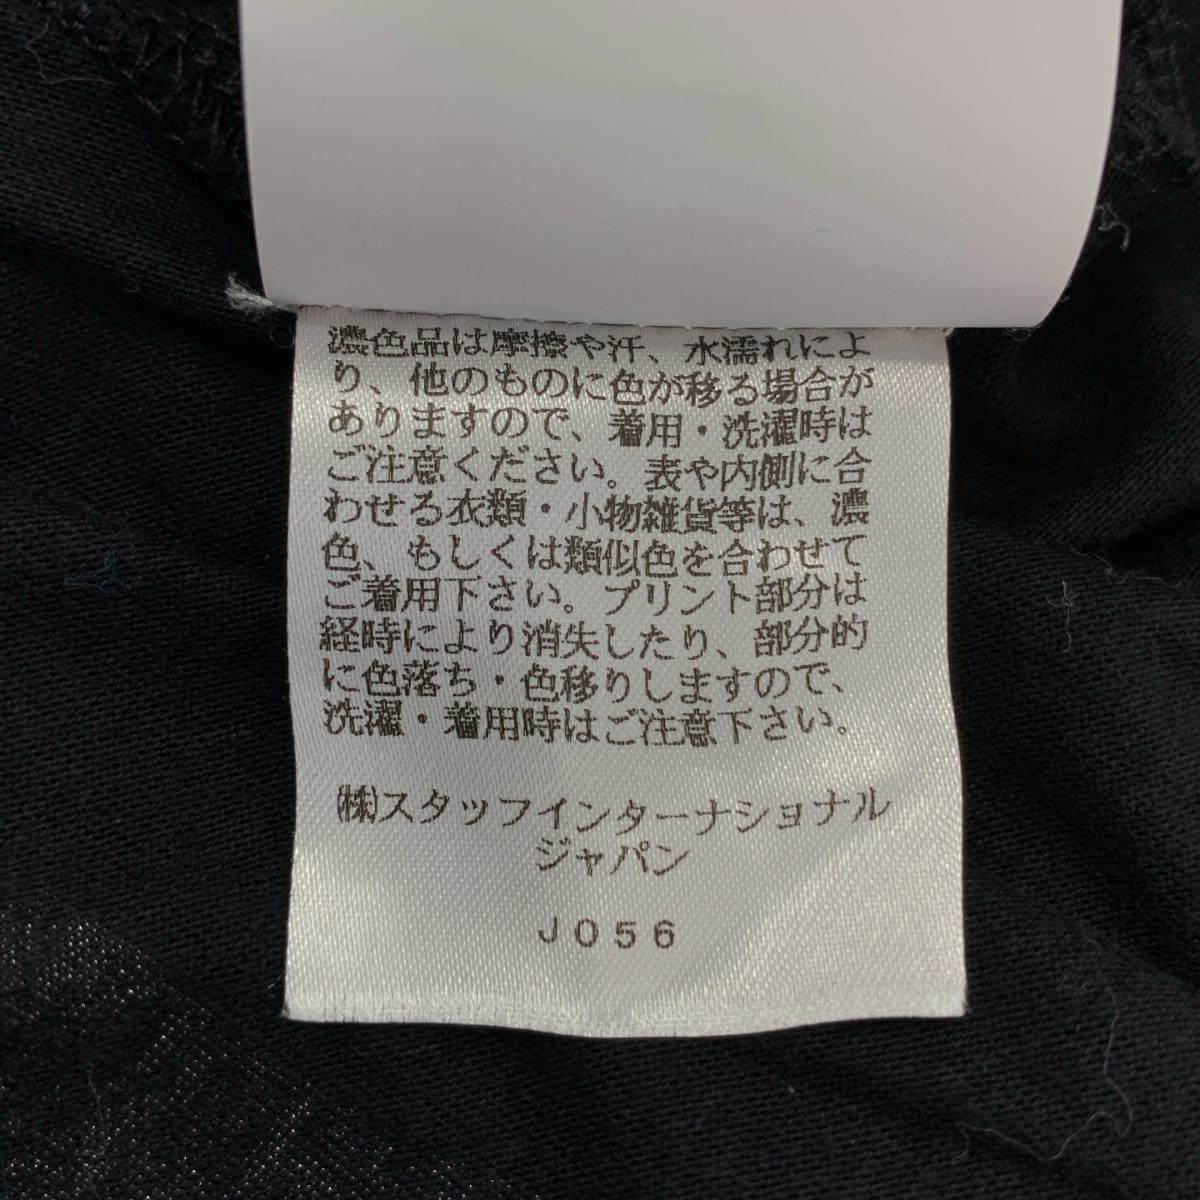 濃色品は摩擦や汗、水濡れによ
り、他のものに色が移る場合が
ありますので、着用・洗濯時は
ご注意ください。表や内側に合
わせる衣類・小物雑貨等は、濃
色、もしくは類似色を合わせて
ご着用下さい。プリント部分は
経時により消失したり、部分的
に色落ち・色移りしますので、
洗濯・着用時はご注意下さい。
㈱スタッフインターナショナル
ジャパン
J056